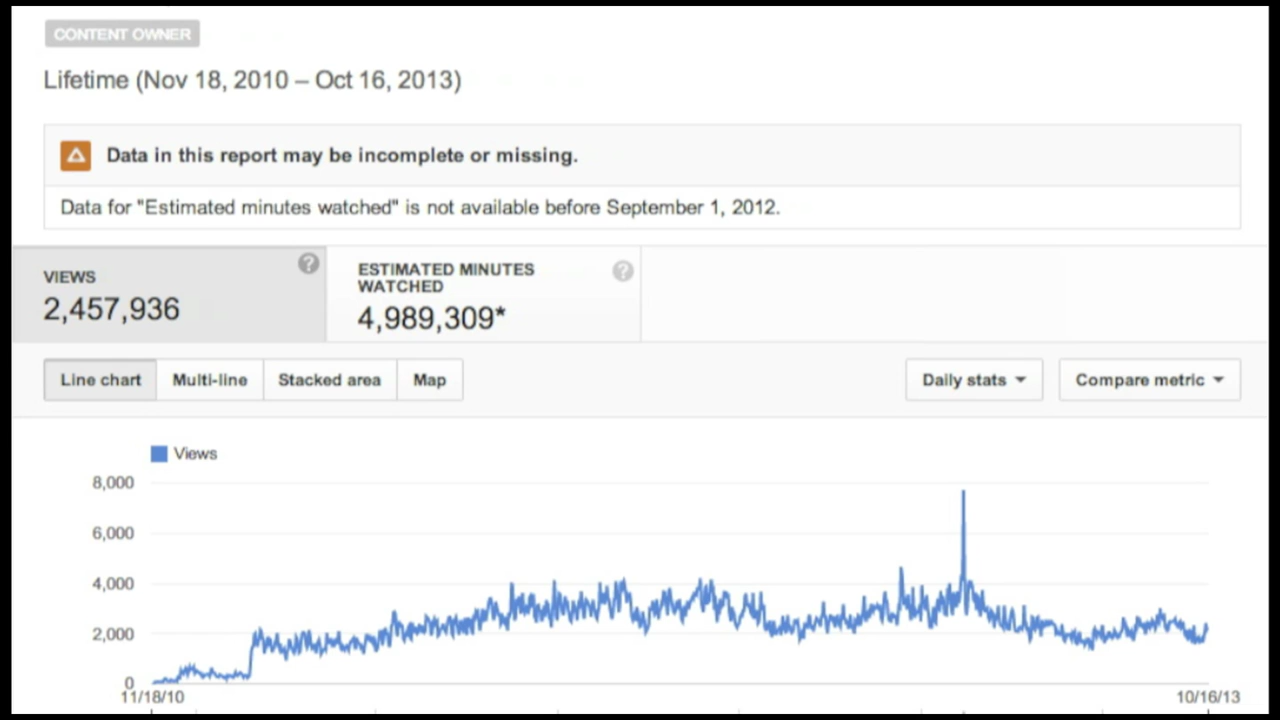 CONTENT OWNER
Lifetime (Nov 18, 2010 – Oct 16, 2013)
Data in this report may be incomplete or missing.
Data for "Estimated minutes watched" is not available before September 1, 2012.
VIEWS ?
2,457,936
ESTIMATED MINUTES ?
WATCHED
4,989,309*
Line chart Multi-line Stacked area Map Daily stats Compare metric
Views
8,000
6,000
4,000
2,000
0
11/18/10 10/16/13